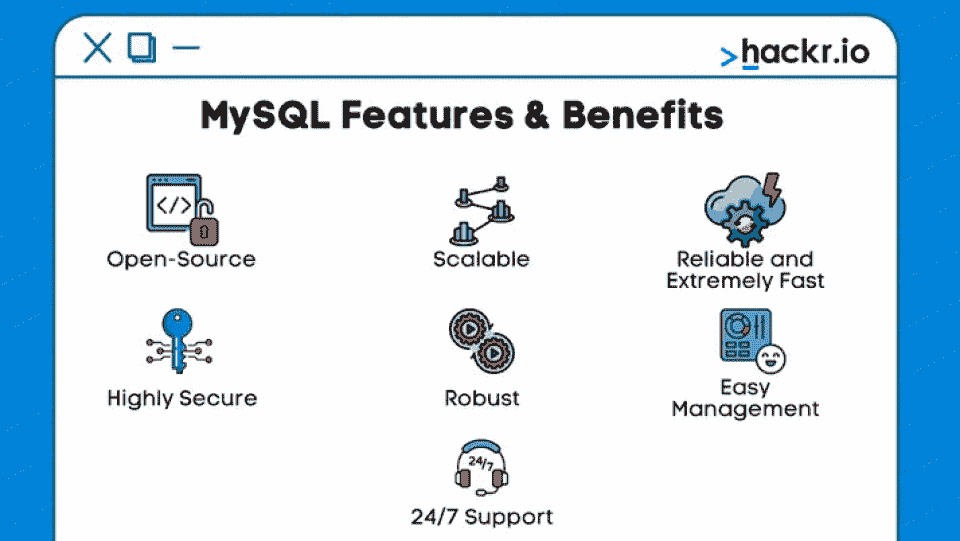 >hackr.io
MySQL Features & Benefits
</>
Open-Source
Scalable
Reliable and
Extremely Fast
Highly Secure
Robust
Easy
Management
24/7
24/7 Support